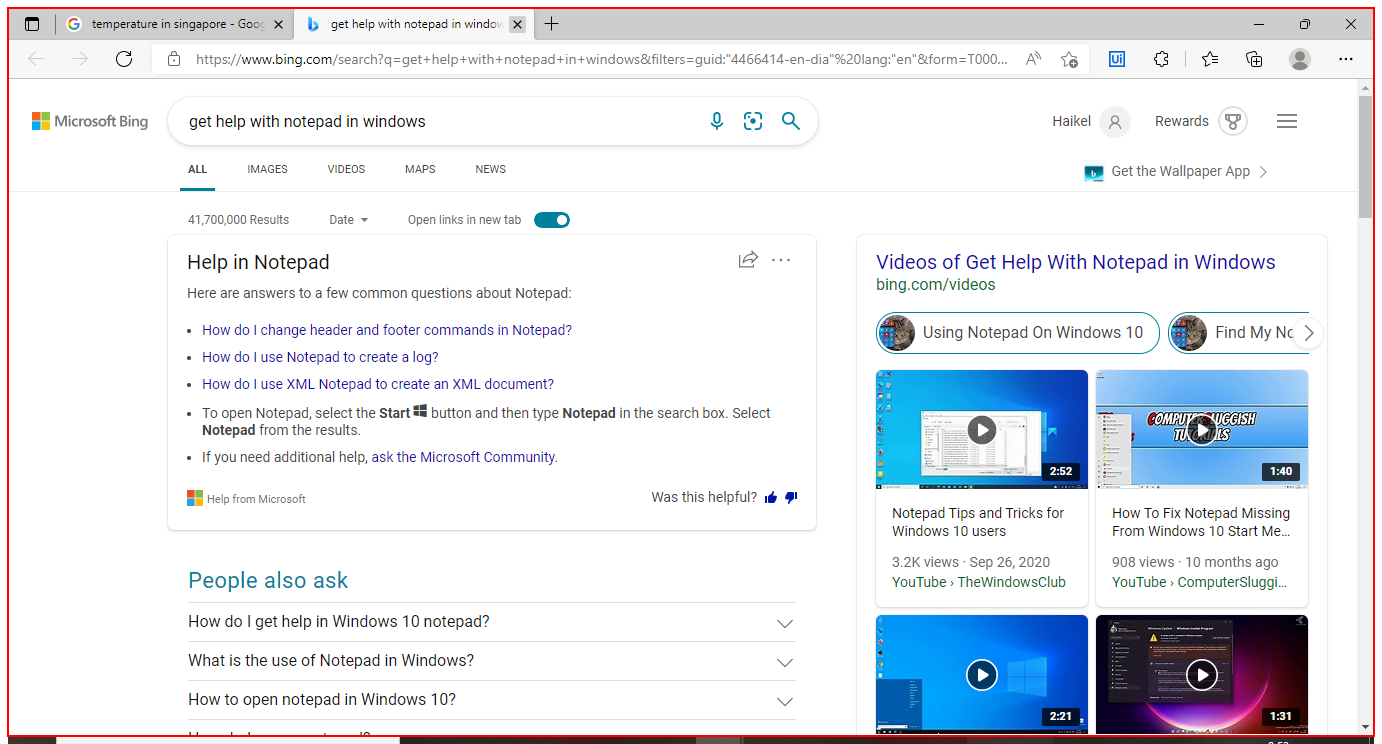 temperature in singapore - Goog
get help with notepad in window
https://www.bing.com/search?q=get+help+with+notepad+in+windows&filters=guid:"4466414-en-dia"%20lang:"en"&form=T000...
Ui
Microsoft Bing
get help with notepad in windows
Haikel
Rewards
ALL IMAGES VIDEOS MAPS NEWS
Get the Wallpaper App
41,700,000 Results Date Open links in new tab
Help in Notepad
Here are answers to a few common questions about Notepad:
• How do I change header and footer commands in Notepad?
• How do I use Notepad to create a log?
• How do I use XML Notepad to create an XML document?
• To open Notepad, select the Start button and then type Notepad in the search box. Select
Notepad from the results.
• If you need additional help, ask the Microsoft Community.
Help from Microsoft
Was this helpful?
People also ask
How do I get help in Windows 10 notepad?
What is the use of Notepad in Windows?
How to open notepad in Windows 10?
Videos of Get Help With Notepad in Windows
bing.com/videos
Using Notepad On Windows 10
Find My No
2:52
Notepad Tips and Tricks for
Windows 10 users
3.2K views · Sep 26, 2020
YouTube › TheWindowsClub
COMPUTER SLUGGISH
TUTORIALS
1:40
How To Fix Notepad Missing
From Windows 10 Start Me...
908 views · 10 months ago
YouTube › ComputerSluggi...
2:21
1:31